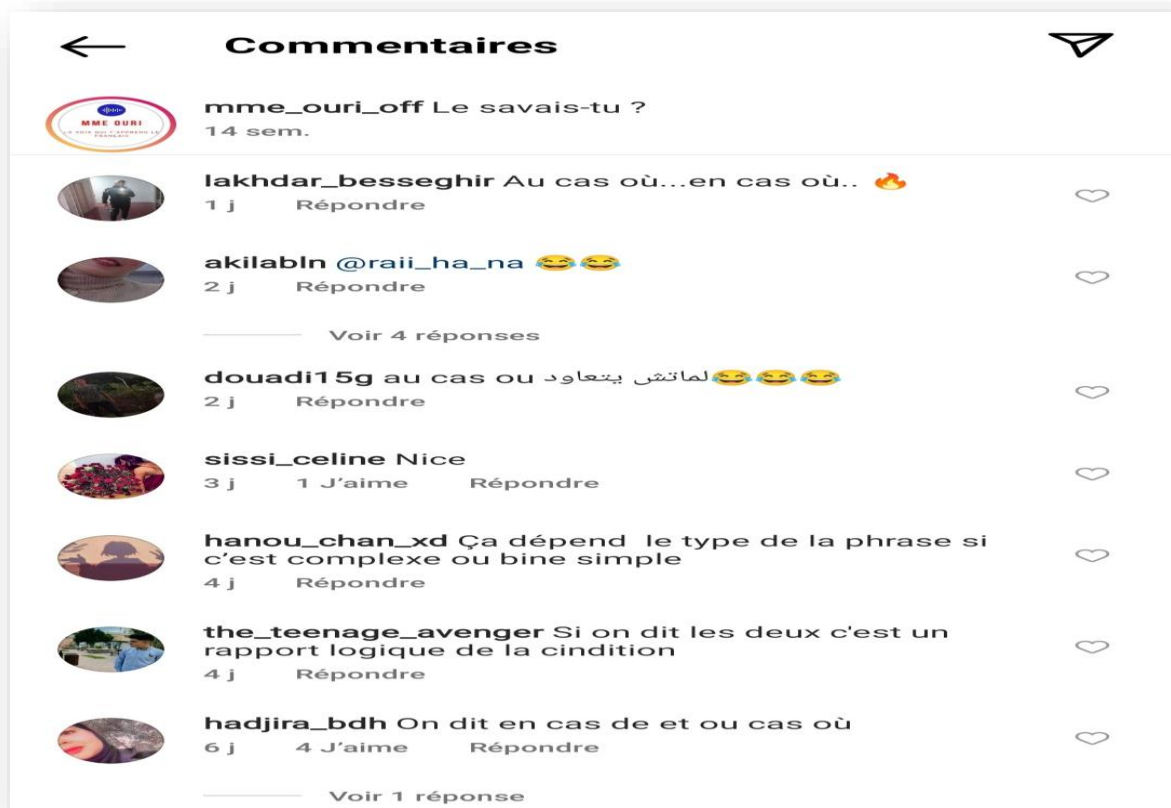 Commentaires
MME OURI
mme_ouri_off Le savais-tu ?
14 sem.
lakhdar_besseghir Au cas où...en cas où.. 🔥
1 j Répondre
akilabln @raii_ha_na 😂😂
2 j Répondre
Voir 4 réponses
douadi15g au cas ou لماتش يتعاود😂😂😂
2 j Répondre
sissi_celine Nice
3 j 1 J'aime Répondre
hanou_chan_xd Ça dépend le type de la phrase si
c'est complexe ou bine simple
4 j Répondre
the_teenage_avenger Si on dit les deux c'est un
rapport logique de la cindition
4 j Répondre
hadjira_bdh On dit en cas de et ou cas où
6 j 4 J'aime Répondre
Voir 1 réponse